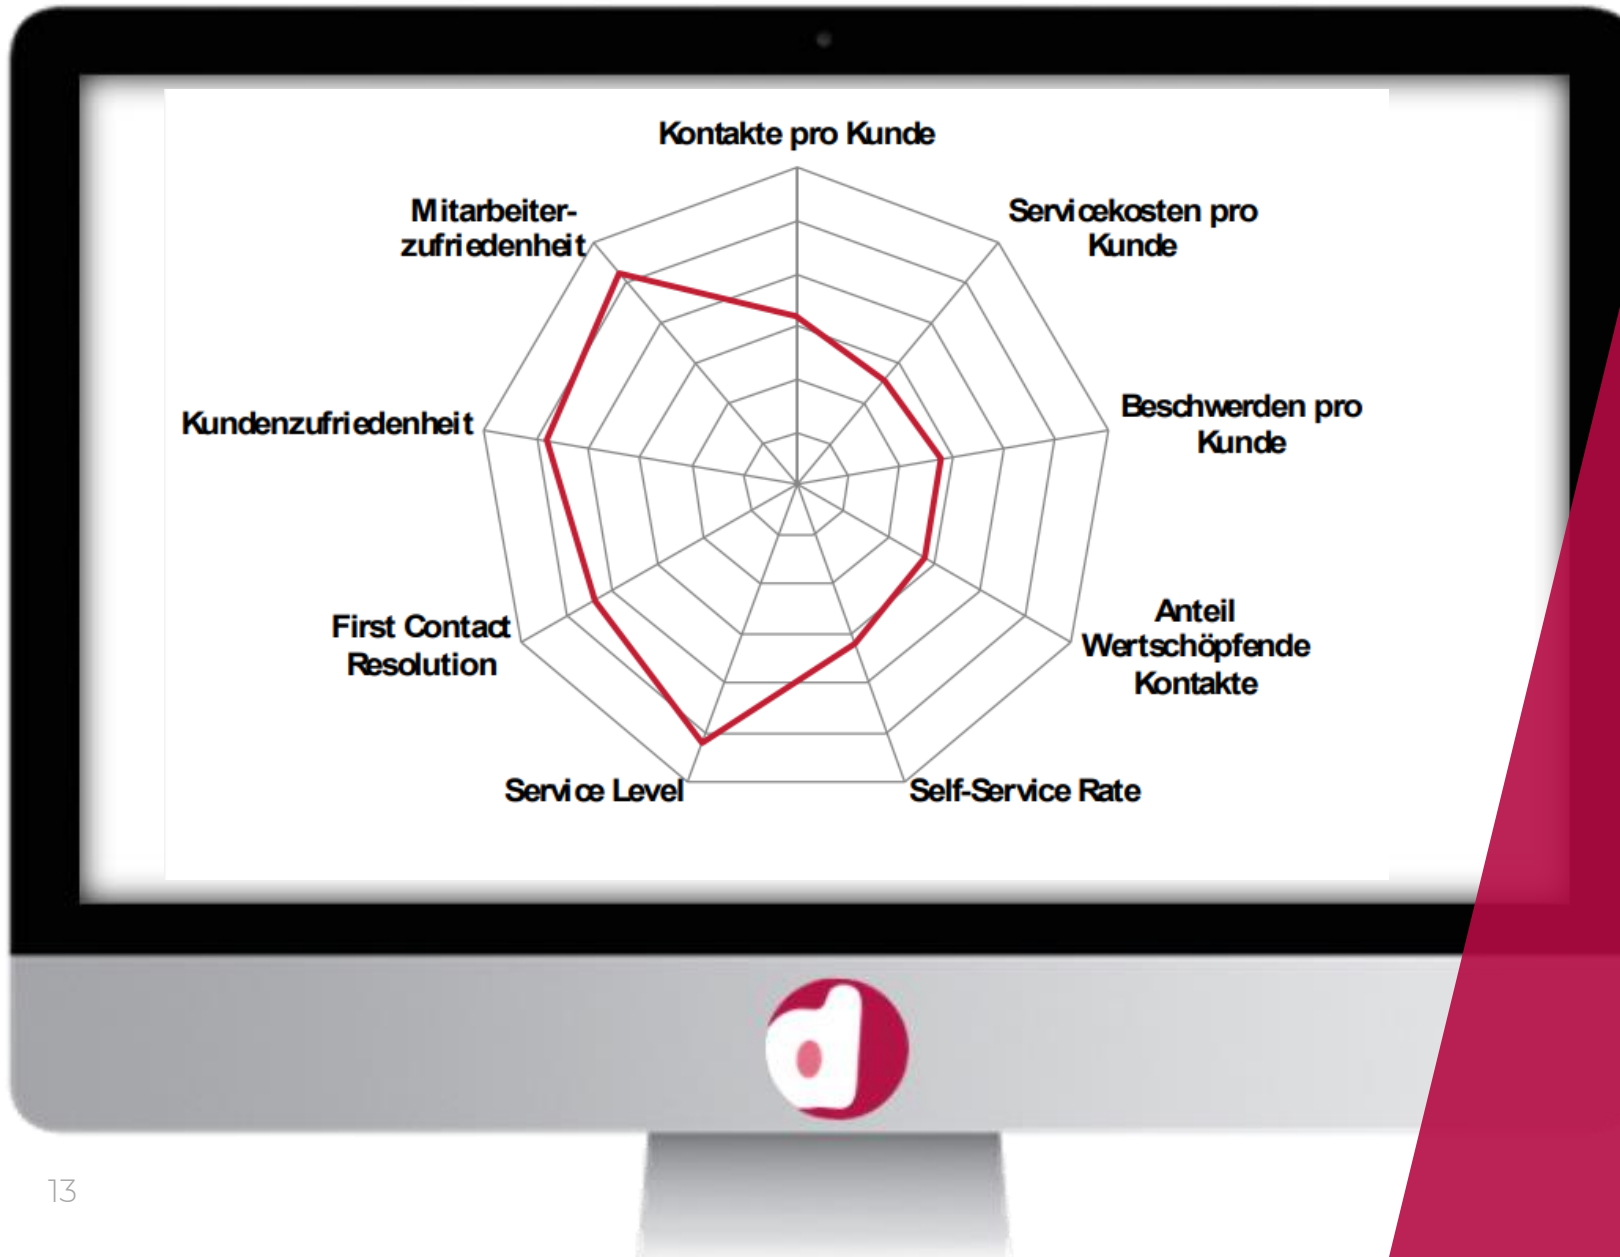 Kontakte pro Kunde
Mitarbeiter-
zufriedenheit
Servicekosten pro
Kunde
Kundenzufriedenheit
Beschwerden pro
Kunde
First Contact
Resolution
Anteil
Wertschöpfende
Kontakte
Service Level
Self-Service Rate
13